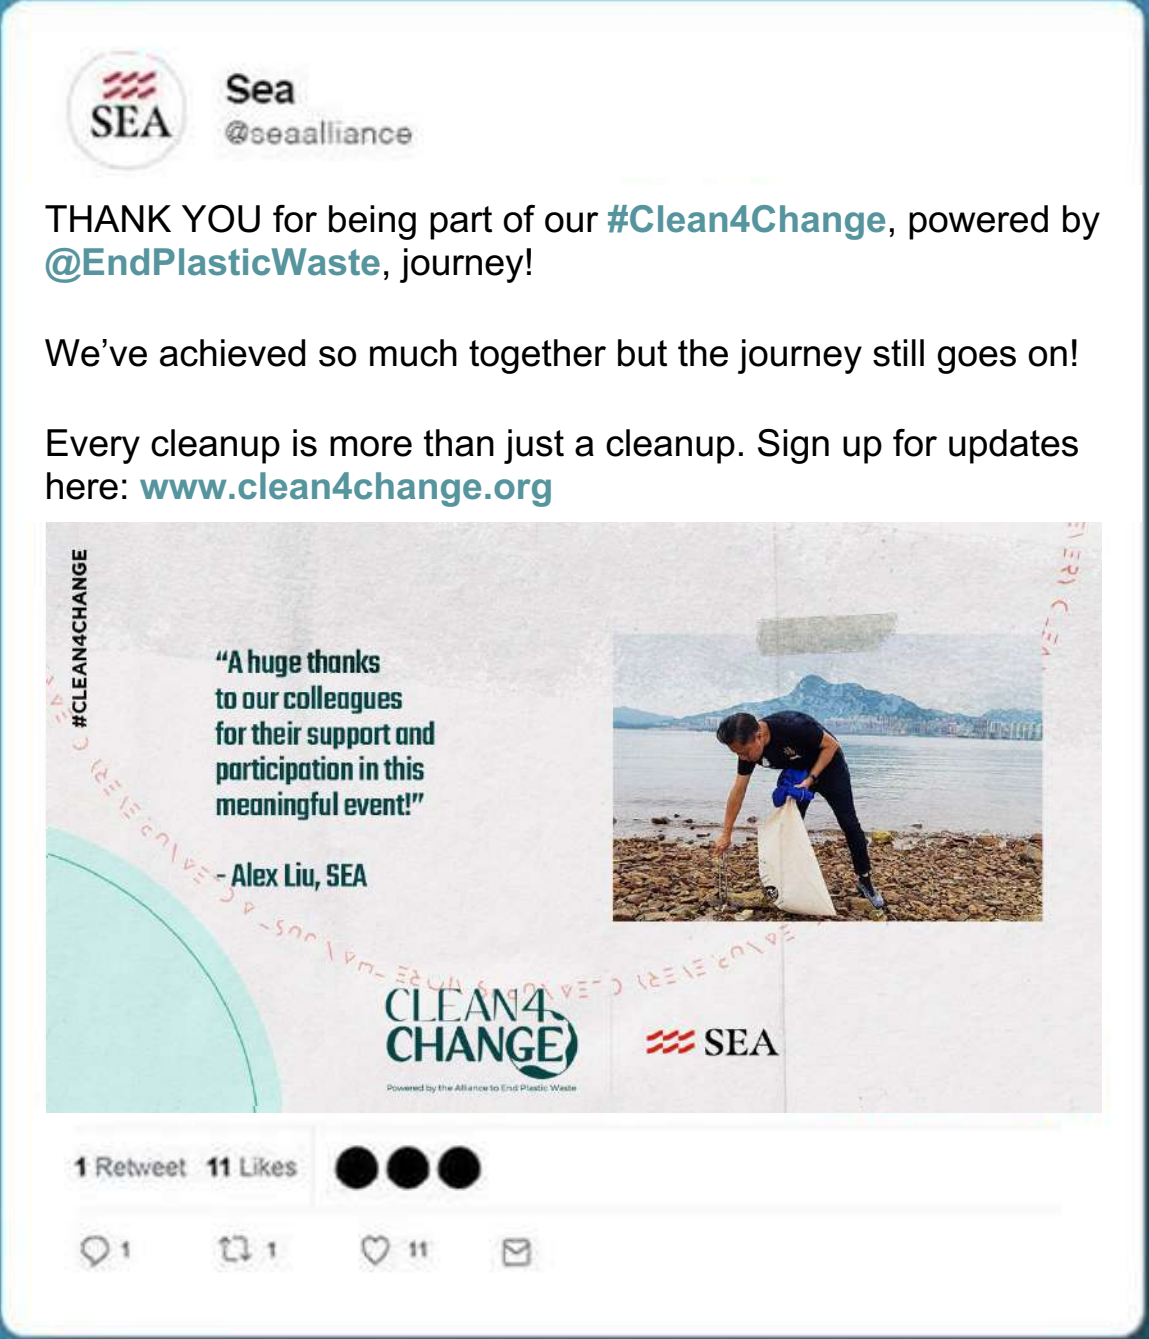 SEA
Sea
@seaalliance
THANK YOU for being part of our #Clean4Change, powered by
@EndPlasticWaste, journey!
We’ve achieved so much together but the journey still goes on!
Every cleanup is more than just a cleanup. Sign up for updates
here: www.clean4change.org
#CLEAN4CHANGE
“A huge thanks
to our colleagues
for their support and
participation in this
meaningful event!”
- Alex Liu, SEA
CLEAN4
CHANGE
Powered by the Alliance to End Plastic Waste
SEA
1 Retweet 11 Likes
1 1 11